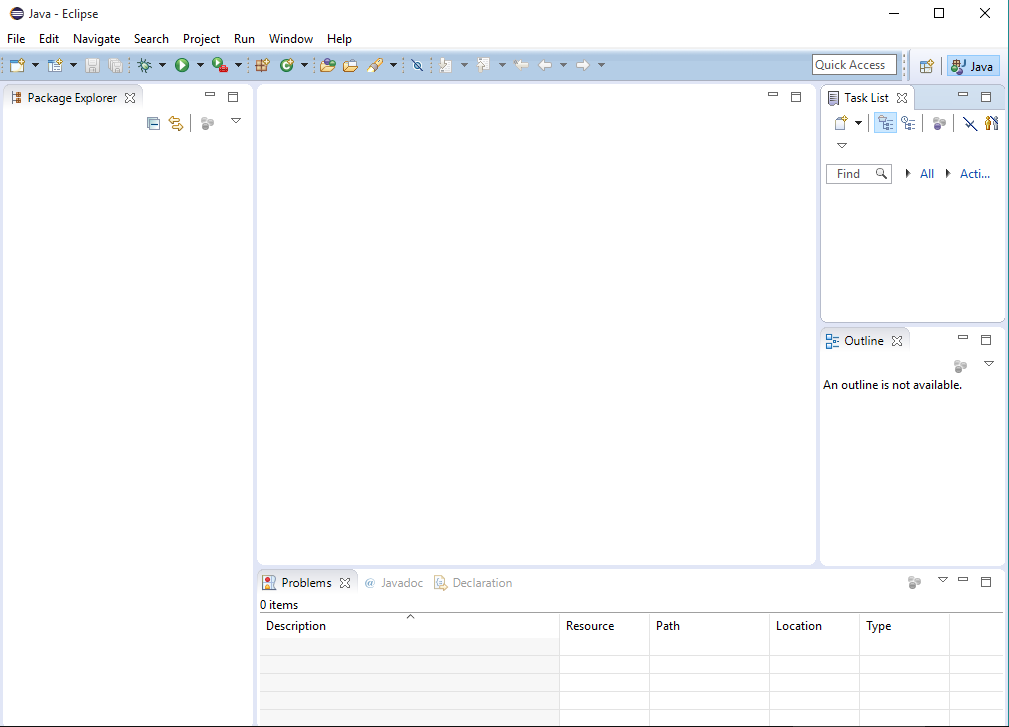 Java - Eclipse
File Edit Navigate Search Project Run Window Help
Quick Access Java
Package Explorer
Task List
Find All Acti...
Outline
An outline is not available.
Problems @ Javadoc Declaration
0 items
Description Resource Path Location Type